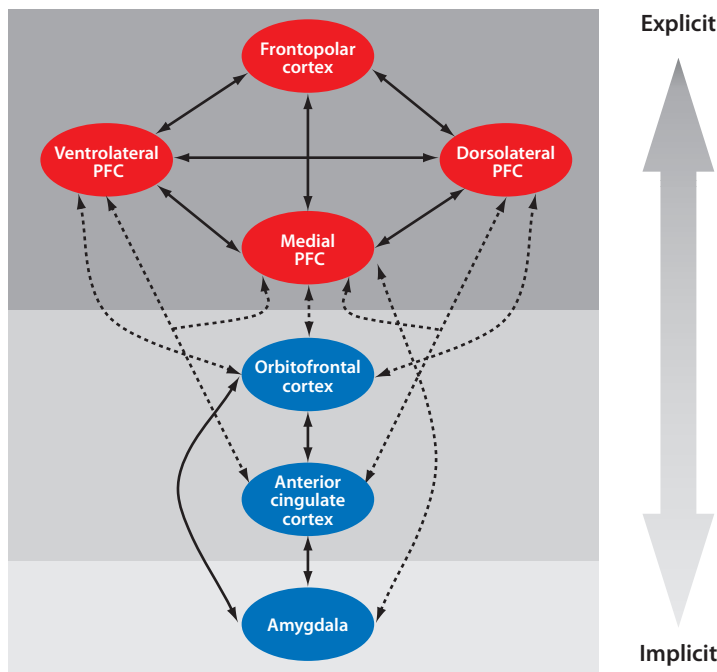 Explicit
Frontopolar
cortex
Ventrolateral
PFC
Dorsolateral
PFC
Medial
PFC
Orbitofrontal
cortex
Anterior
cingulate
cortex
Amygdala
Implicit